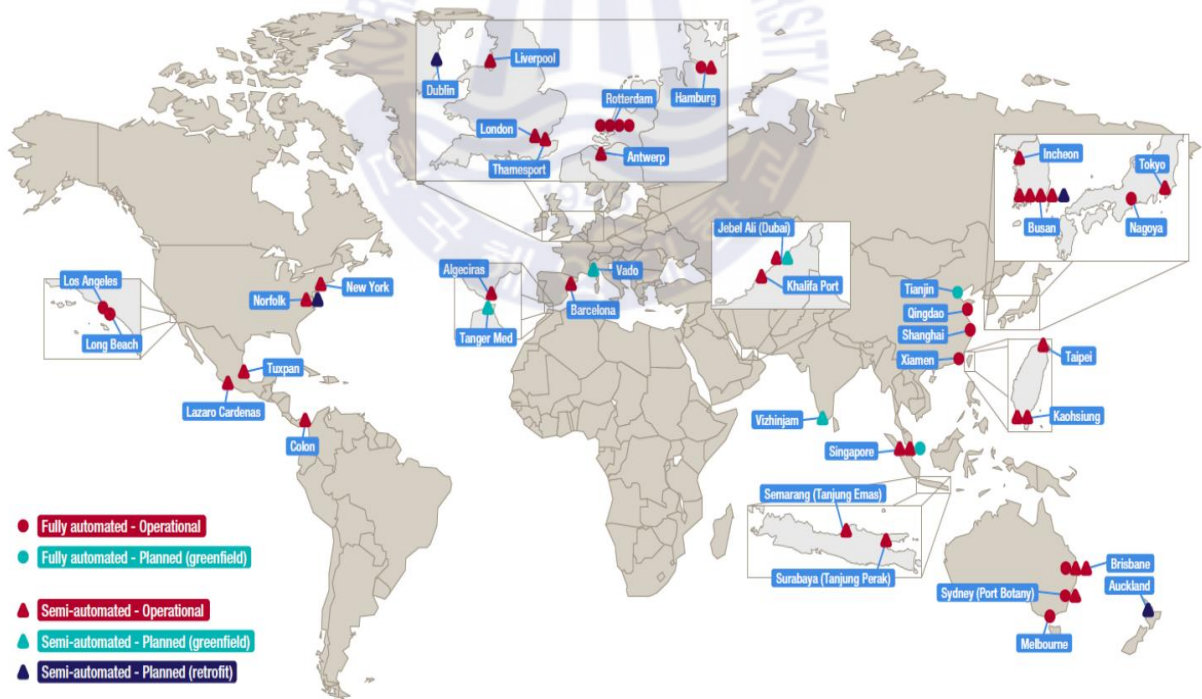 Dublin
Liverpool
London
Thamesport
Rotterdam
Hamburg
Antwerp
Incheon
Tokyo
Busan
Nagoya
Los Angeles
Long Beach
New York
Norfolk
Tuxpan
Lazaro Cardenas
Colon
Algeciras
Tanger Med
Vado
Barcelona
Jebel Ali (Dubai)
Khalifa Port
Tianjin
Qingdao
Shanghai
Xiamen
Taipei
Kaohsiung
Vizhinjam
Singapore
Semarang (Tanjung Emas)
Surabaya (Tanjung Perak)
Brisbane
Sydney (Port Botany)
Auckland
Melbourne
Fully automated - Operational
Fully automated - Planned (greenfield)
Semi-automated - Operational
Semi-automated - Planned (greenfield)
Semi-automated - Planned (retrofit)